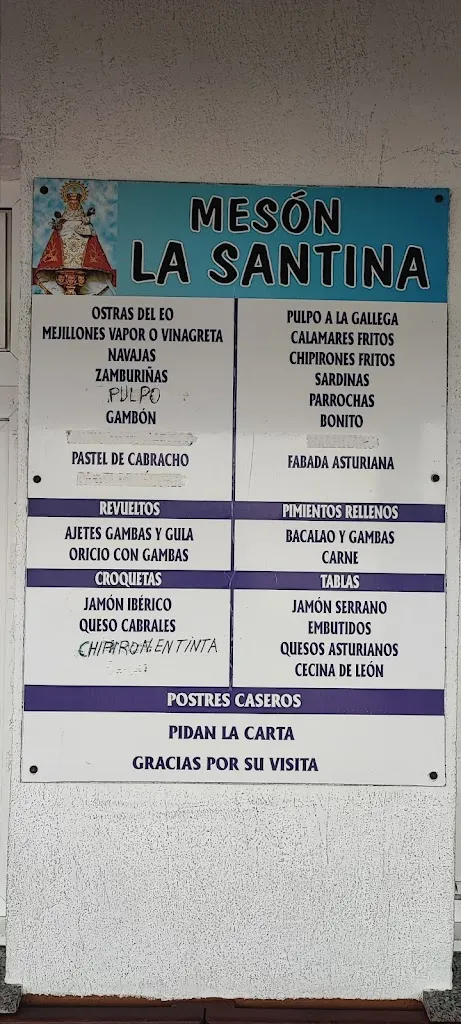 MESÓN
LA SANTINA
OSTRAS DEL EO
MEJILLONES VAPOR O VINAGRETA
NAVAJAS
ZAMBURIÑAS
PULPO
GAMBÓN
PASTEL DE CABRACHO
PULPO A LA GALLEGA
CALAMARES FRITOS
CHIPIRONES FRITOS
SARDINAS
PARROCHAS
BONITO
FABADA ASTURIANA
REVUELTOS
AJETES GAMBAS Y GULA
ORICIO CON GAMBAS
PIMIENTOS RELLENOS
BACALAO Y GAMBAS
CARNE
CROQUETAS
JAMÓN IBÉRICO
QUESO CABRALES
CHIPIRON EN TINTA
TABLAS
JAMÓN SERRANO
EMBUTIDOS
QUESOS ASTURIANOS
CECINA DE LEÓN
POSTRES CASEROS
PIDAN LA CARTA
GRACIAS POR SU VISITA